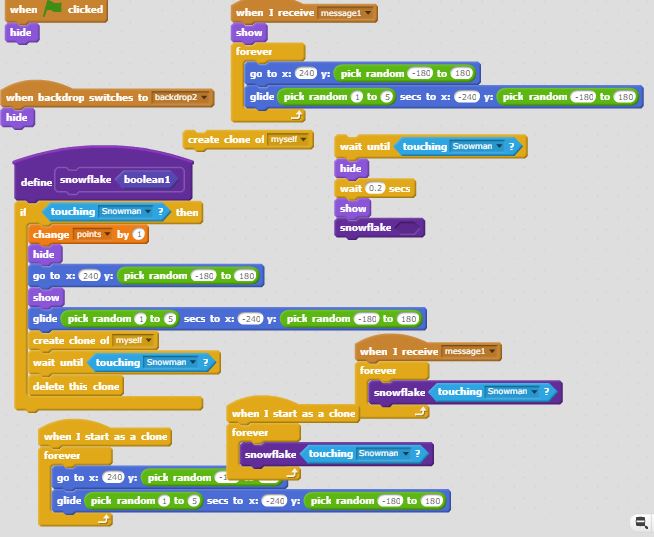 when clicked
hide
when I receive message1
show
forever
go to x: 240 y: pick random -180 to 180
glide pick random 1 to 5 secs to x: -240 y: pick random -180 to 180
when backdrop switches to backdrop2
hide
create clone of myself
wait until touching Snowman ?
hide
wait 0.2 secs
show
snowflake
define snowflake boolean1
if touching Snowman ? then
change points by 1
hide
go to x: 240 y: pick random -180 to 180
show
glide pick random 1 to 5 secs to x: -240 y: pick random -180 to 180
create clone of myself
wait until touching Snowman ?
delete this clone
when I receive message1
forever
snowflake touching Snowman ?
when I start as a clone
forever
snowflake touching Snowman ?
when I start as a clone
forever
go to x: 240 y: pick random
glide pick random 1 to 5 secs to x: -240 y: pick random -180 to 180